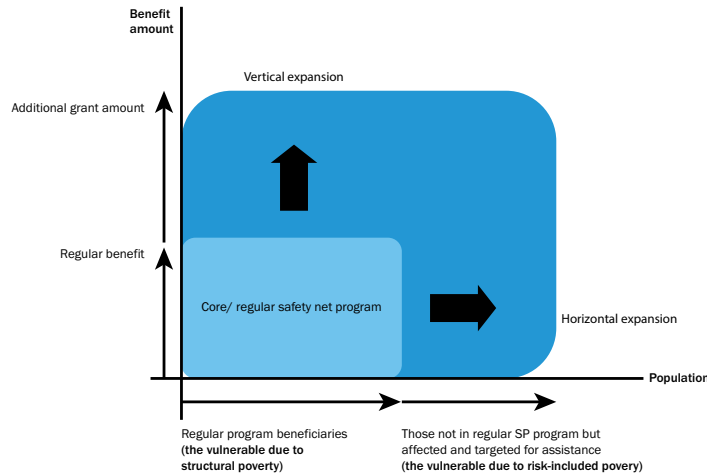 Benefit
amount
Vertical expansion
Additional grant amount
Regular benefit
Core/ regular safety net program
Horizontal expansion
Population
Regular program beneficiaries
(the vulnerable due to
structural poverty)
Those not in regular SP program but
affected and targeted for assistance
(the vulnerable due to risk-included poverty)